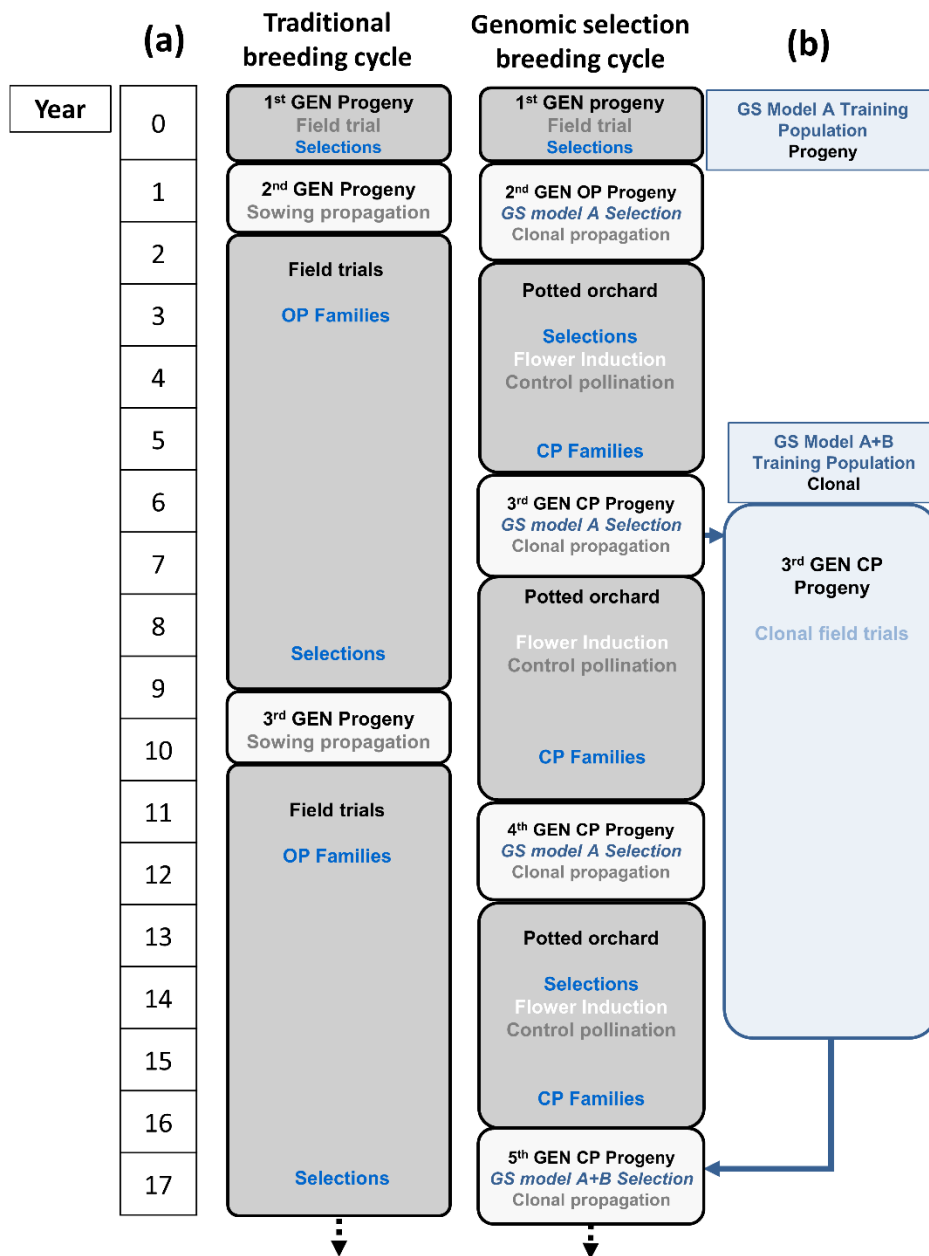 (a)
Traditional
breeding cycle
Genomic selection
breeding cycle
(b)
Year
0
1
2
3
4
5
6
7
8
9
10
11
12
13
14
15
16
17
1st GEN Progeny
Field trial
Selections
2nd GEN Progeny
Sowing propagation
Field trials
OP Families
Selections
3rd GEN Progeny
Sowing propagation
Field trials
OP Families
Selections
1st GEN progeny
Field trial
Selections
2nd GEN OP Progeny
GS model A Selection
Clonal propagation
Potted orchard
Selections
Flower Induction
Control pollination
CP Families
3rd GEN CP Progeny
GS model A Selection
Clonal propagation
Potted orchard
Flower Induction
Control pollination
CP Families
4th GEN CP Progeny
GS model A Selection
Clonal propagation
Potted orchard
Selections
Flower Induction
Control pollination
CP Families
5th GEN CP Progeny
GS model A+B Selection
Clonal propagation
GS Model A Training
Population
Progeny
GS Model A+B
Training Population
Clonal
3rd GEN CP
Progeny
Clonal field trials